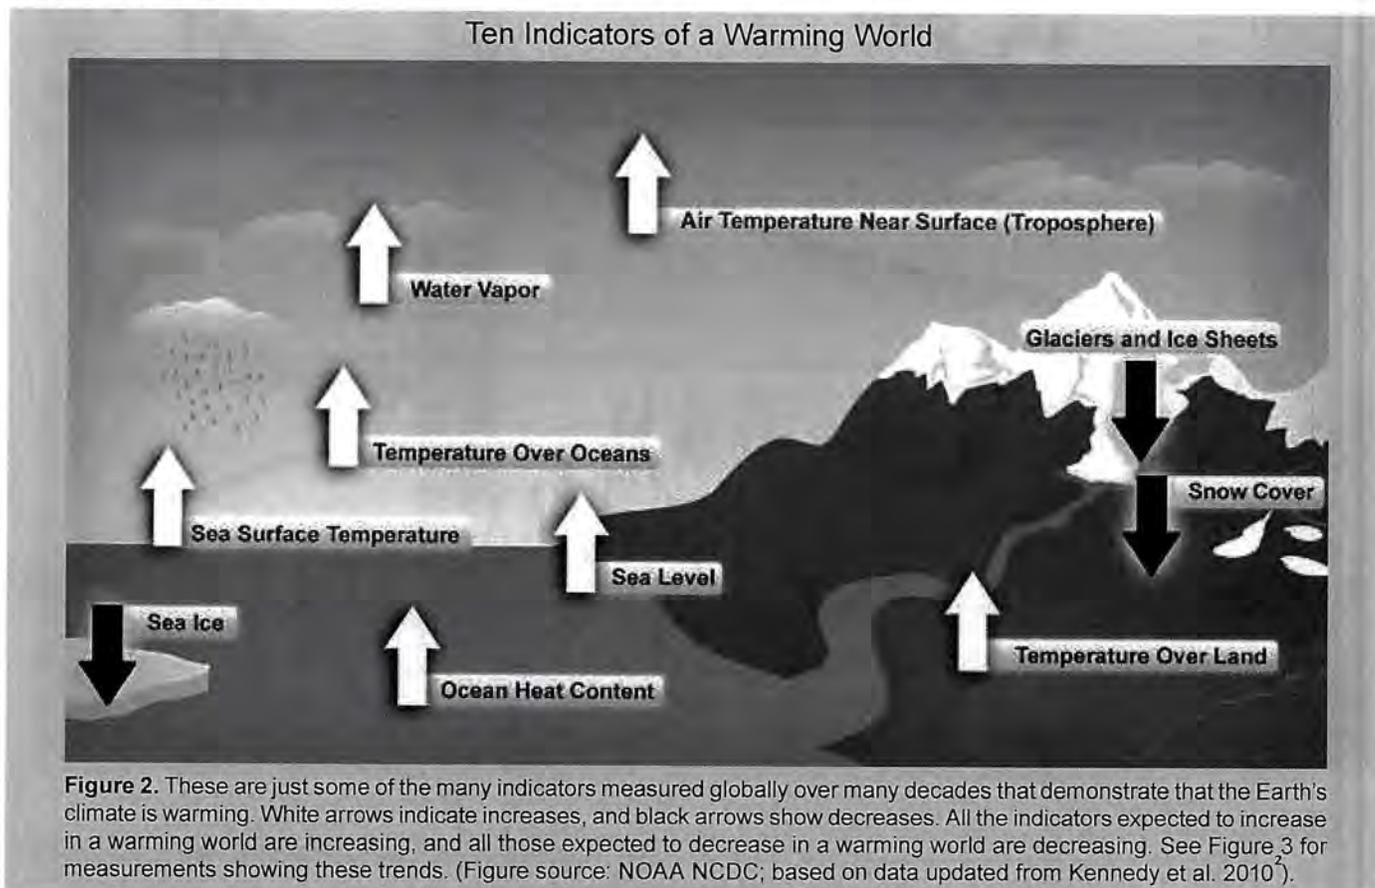 Ten Indicators of a Warming World
Air Temperature Near Surface (Troposphere)
Water Vapor
Glaciers and Ice Sheets
Temperature Over Oceans
Snow Cover
Sea Surface Temperature
Sea Level
Sea Ice
Temperature Over Land
Ocean Heat Content
Figure 2. These are just some of the many indicators measured globally over many decades that demonstrate that the Earth's
climate is warming. White arrows indicate increases, and black arrows show decreases. All the indicators expected to increase
in a warming world are increasing, and all those expected to decrease in a warming world are decreasing. See Figure 3 for
measurements showing these trends. (Figure source: NOAA NCDC; based on data updated from Kennedy et al. 2010²).